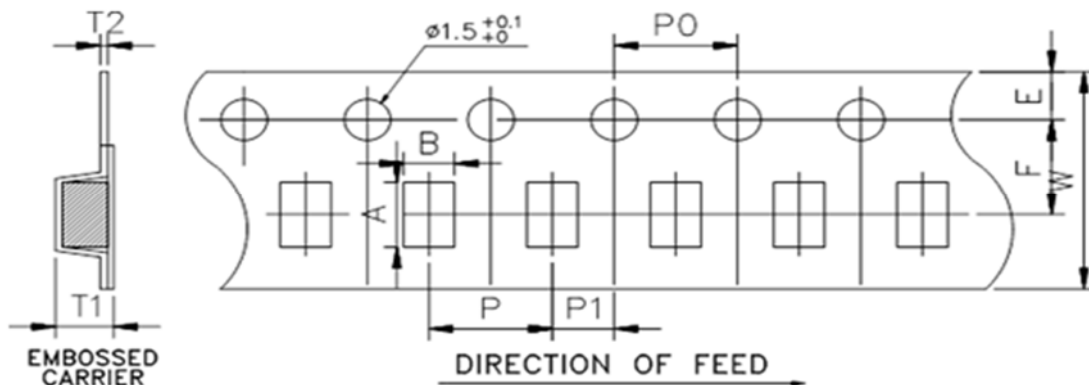 T2
ø1.5 +0.1 +0
P0
E
B
F
W
A
T1
P
P1
EMBOSSED
CARRIER
DIRECTION OF FEED